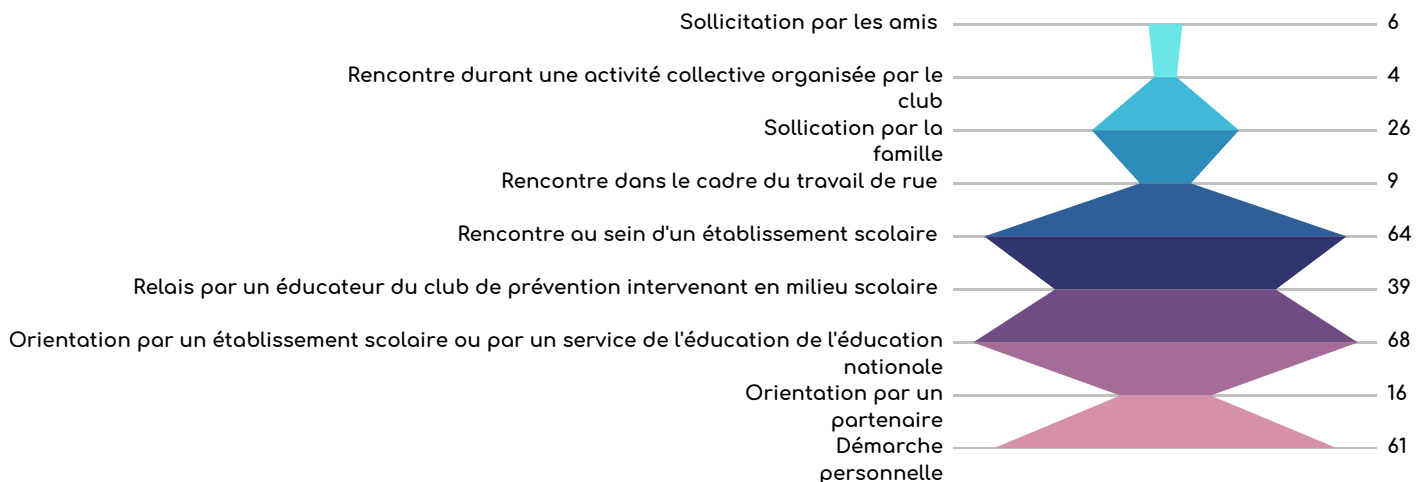 Sollicitation par les amis 6
Rencontre durant une activité collective organisée par le 4
club
Sollication par la 26
famille
Rencontre dans le cadre du travail de rue 9
Rencontre au sein d'un établissement scolaire 64
Relais par un éducateur du club de prévention intervenant en milieu scolaire 39
Orientation par un établissement scolaire ou par un service de l'éducation de l'éducation 68
nationale
Orientation par un 16
partenaire
Démarche 61
personnelle